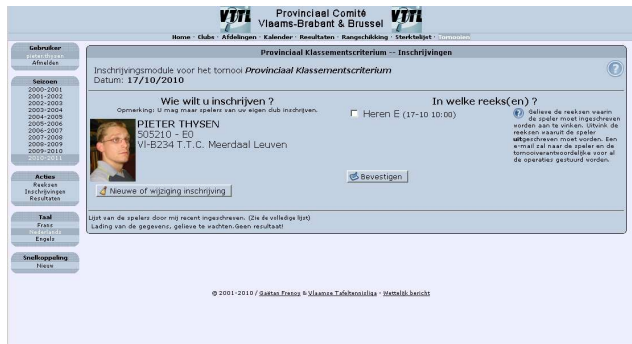 VTTL
Provinciaal Comité
Vlaams-Brabant & Brussel
VTTL
Home · Clubs · Afdelingen · Kalender · Resultaten · Rangschikking · Sterktelijst · Tornooien
Gebruiker
pieter.thysen
Afmelden
Seizoen
2000-2001
2001-2002
2002-2003
2003-2004
2004-2005
2005-2006
2006-2007
2007-2008
2008-2009
2009-2010
2010-2011
Acties
Reeksen
Inschrijvingen
Resultaten
Taal
Frans
Nederlands
Engels
Snelkoppeling
Nieuw
Provinciaal Klassementscriterium -- Inschrijvingen
Inschrijvingsmodule voor het tornooi Provinciaal Klassementscriterium
Datum: 17/10/2010
Wie wilt u inschrijven ?
Opmerking: U mag maar spelers van uw eigen club inschrijven.
PIETER THYSEN
505210 - E0
Vl-B234 T.T.C. Meerdaal Leuven
Nieuwe of wijziging inschrijving
In welke reeks(en) ?
Heren E (17-10 10:00)
Gelieve de reeksen waarin
de speler moet ingeschreven
worden aan te vinken. Uitvink de
reeksen waaruit de speler
uitgeschreven moet worden. Een
e-mail zal naar de speler en de
tornooiverantwoordelijke voor al
de operaties gestuurd worden.
Bevestigen
Lijst van de spelers door mij recent ingeschreven. (Zie de volledige lijst)
Lading van de gegevens, gelieve te wachten.Geen resultaat!
© 2001-2010 / Gaëtan Frenoy & Vlaamse Tafeltennisliga - Wettelijk bericht